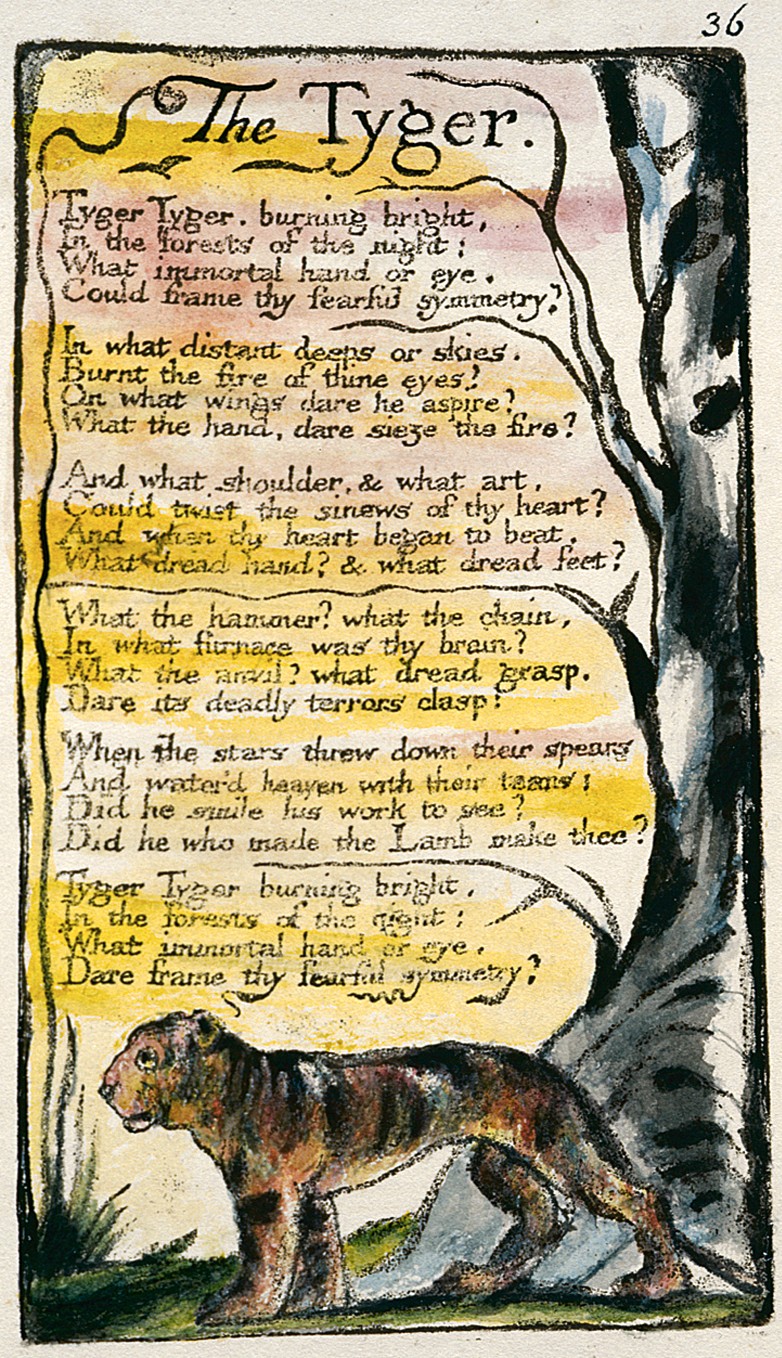 36
The Tyger.
Tyger Tyger. burning bright,
In the forests of the night;
What immortal hand or eye.
Could frame thy fearful symmetry?
In what distant deeps or skies.
Burnt the fire of thine eyes?
On what wings dare he aspire?
What the hand, dare sieze the fire?
And what shoulder, & what art,
Could twist the sinews of thy heart?
And when thy heart began to beat,
What dread hand? & what dread feet?
What the hammer? what the chain,
In what furnace was thy brain?
What the anvil? what dread grasp.
Dare its deadly terrors clasp!
When the stars threw down their spears
And water'd heaven with their tears;
Did he smile his work to see?
Did he who made the Lamb make thee?
Tyger Tyger burning bright,
In the forests of the night;
What immortal hand or eye,
Dare frame thy fearful symmetry?